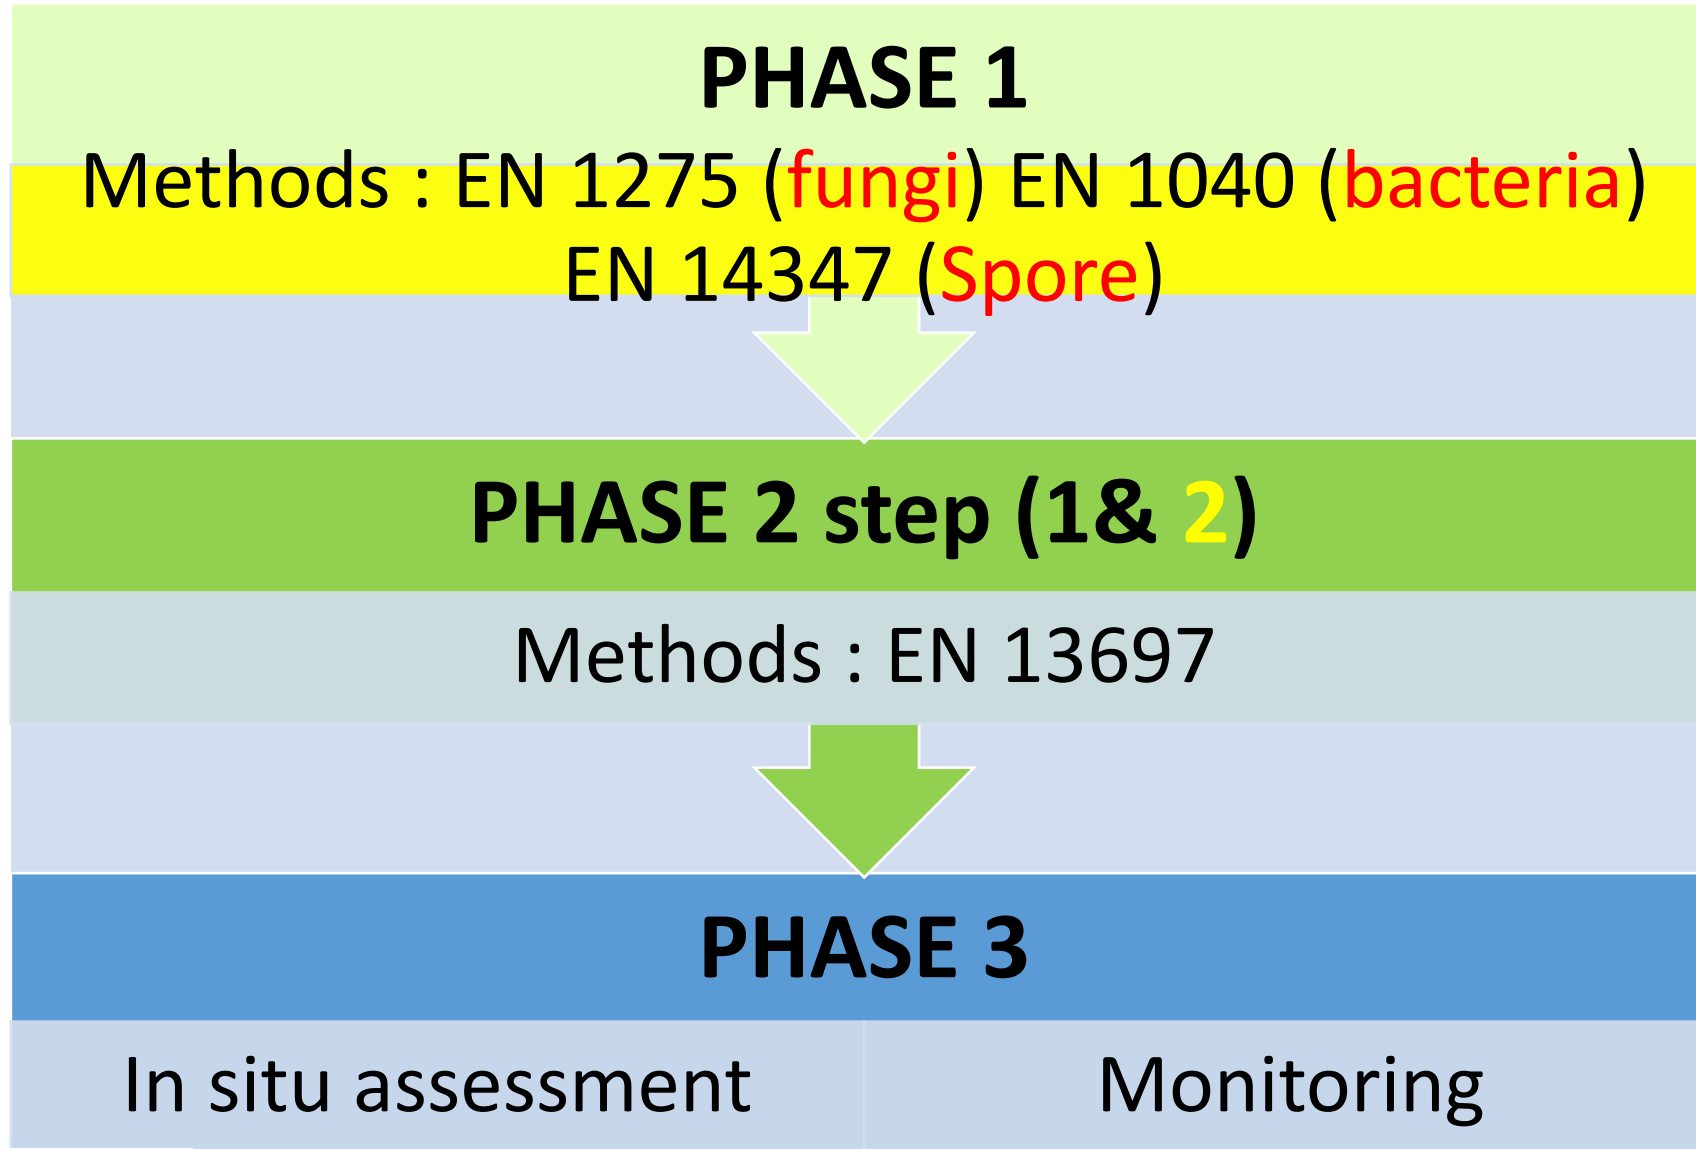 PHASE 1
Methods : EN 1275 (fungi) EN 1040 (bacteria)
EN 14347 (Spore)
PHASE 2 step (1& 2)
Methods : EN 13697
PHASE 3
In situ assessment
Monitoring